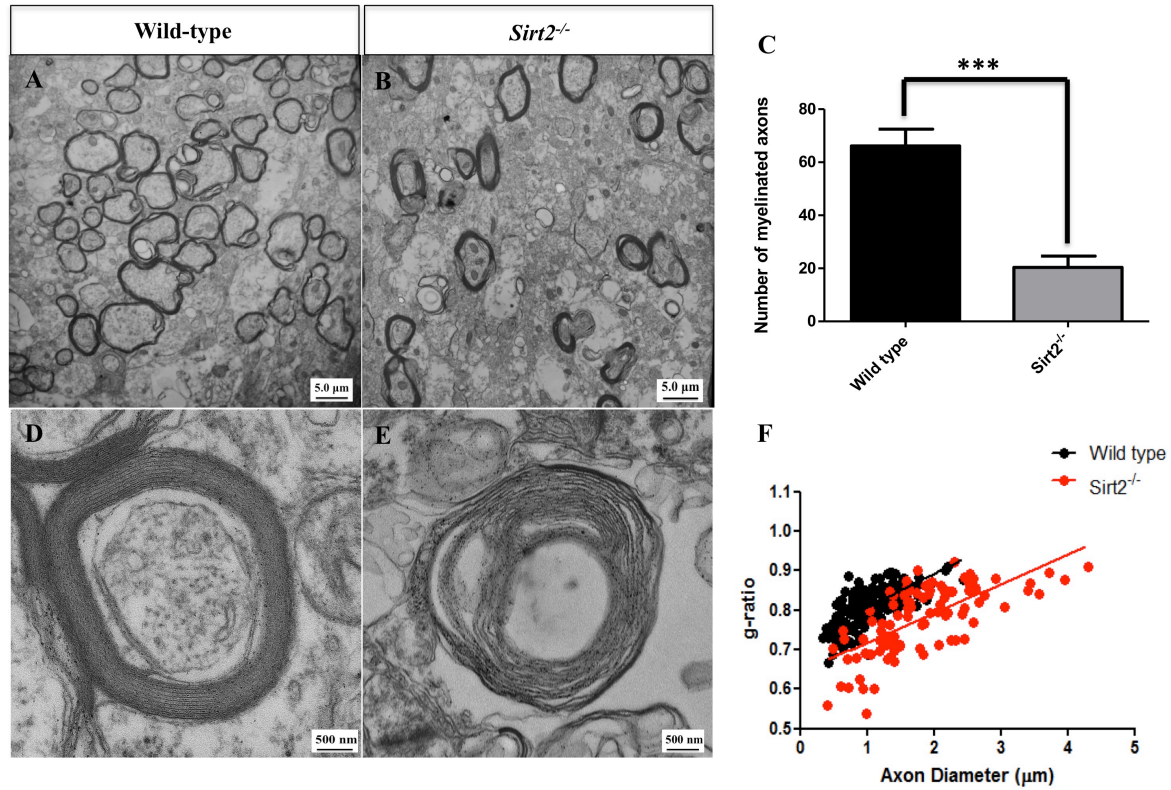 Wild-type
Sirt2-/-
A
B
5.0 µm
5.0 µm
C
***
Number of myelinated axons
80
60
40
20
0
Wild type
Sirt2-/-
D
E
500 nm
500 nm
F
Wild type
Sirt2-/-
g-ratio
1.1
1.0
0.9
0.8
0.7
0.6
0.5
0 1 2 3 4 5
Axon Diameter (µm)